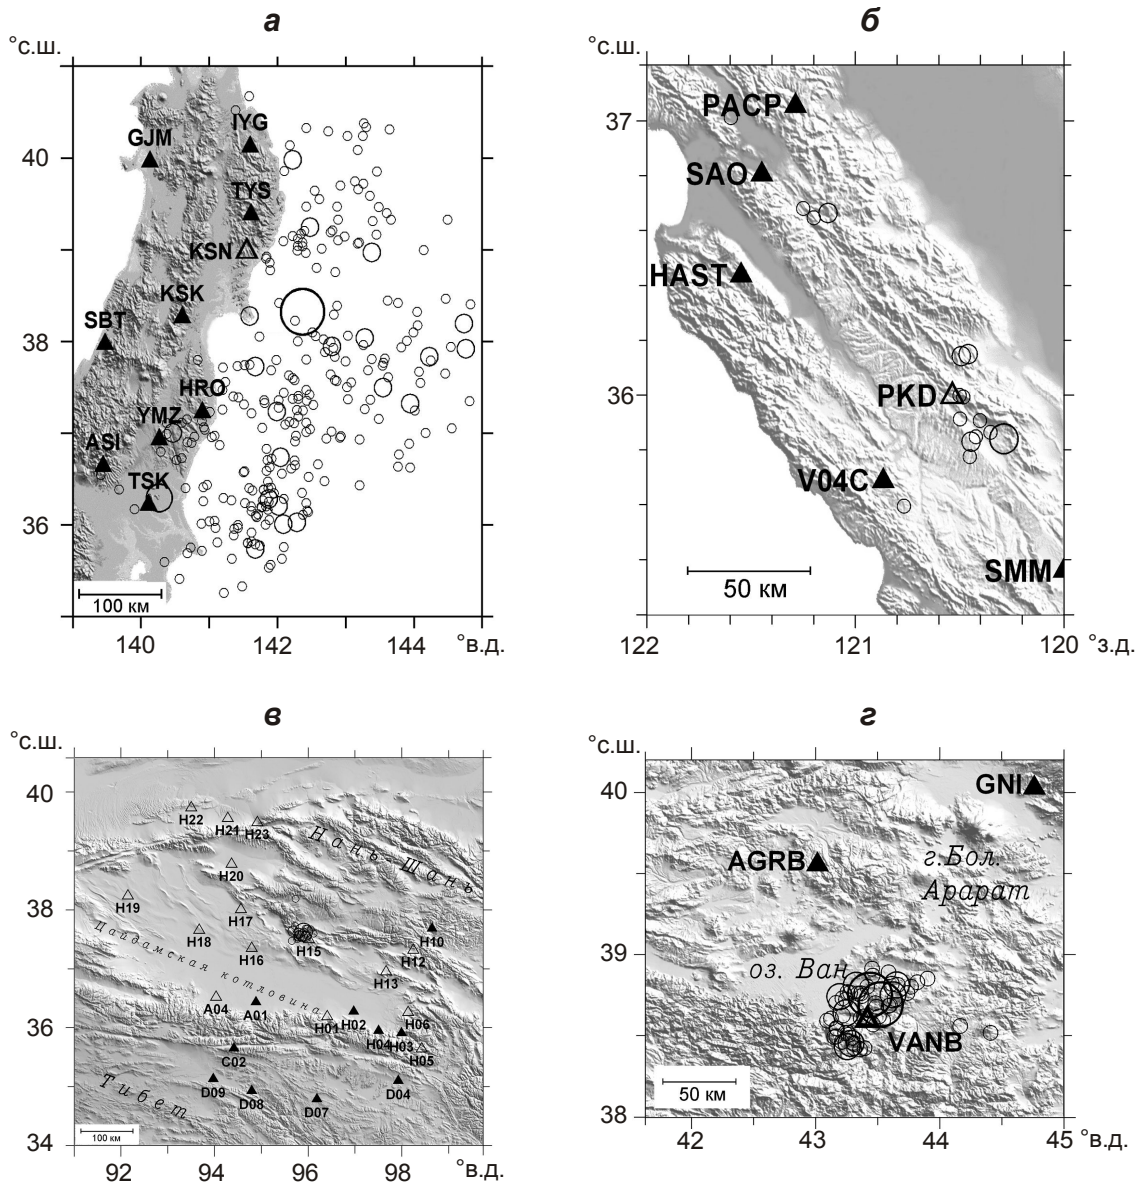 а
°с.ш.
40
38
36
GJM
IYG
TYS
KSN
KSK
SBT
HRO
YMZ
ASI
TSK
100 км
140
142
144
°в.д.
б
°с.ш.
37
36
PACP
SAO
HAST
PKD
V04C
SMM
50 км
122
121
120
°з.д.
в
°с.ш.
40
38
36
34
H22
H21
H23
Нань-Шань
H20
H19
H17
H18
H10
H15
H16
H12
H13
Цайдамская котловина
A04
A01
H01
H02
H06
H04
H03
H05
C02
Тибет
D09
D08
D07
D04
100 км
92
94
96
98
°в.д.
г
°с.ш.
40
39
38
GNI
AGRB
г.Бол.
Арарат
оз. Ван
VANB
50 км
42
43
44
45
°в.д.